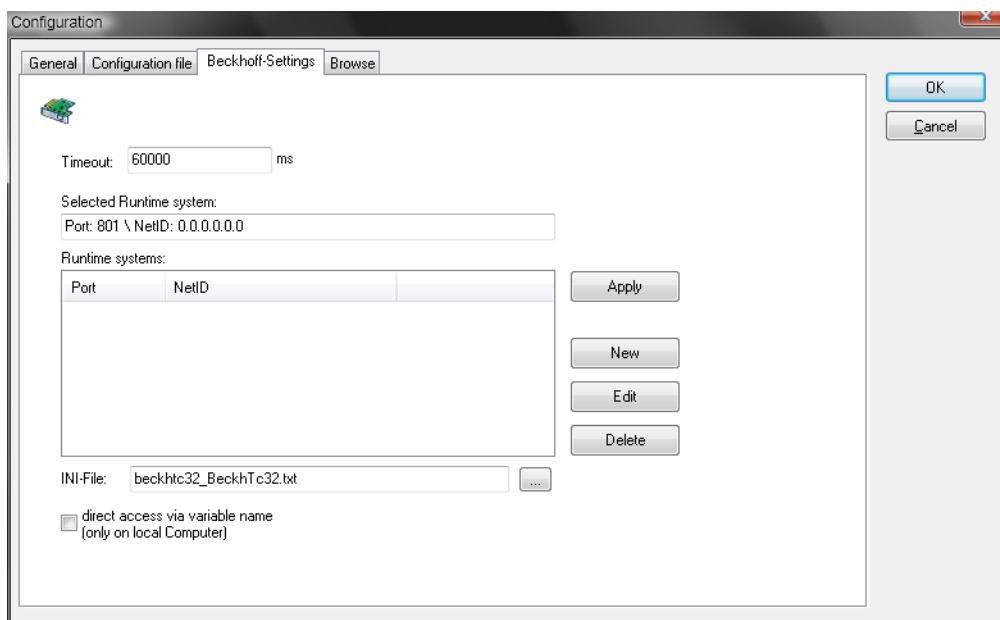 Configuration
General Configuration file Beckhoff-Settings Browse
OK
Cancel
Timeout: 60000 ms
Selected Runtime system:
Port: 801 \ NetID: 0.0.0.0.0.0
Runtime systems:
Port NetID
Apply
New
Edit
Delete
INI-File: beckhtc32_BeckhTc32.txt ...
direct access via variable name
(only on local Computer)